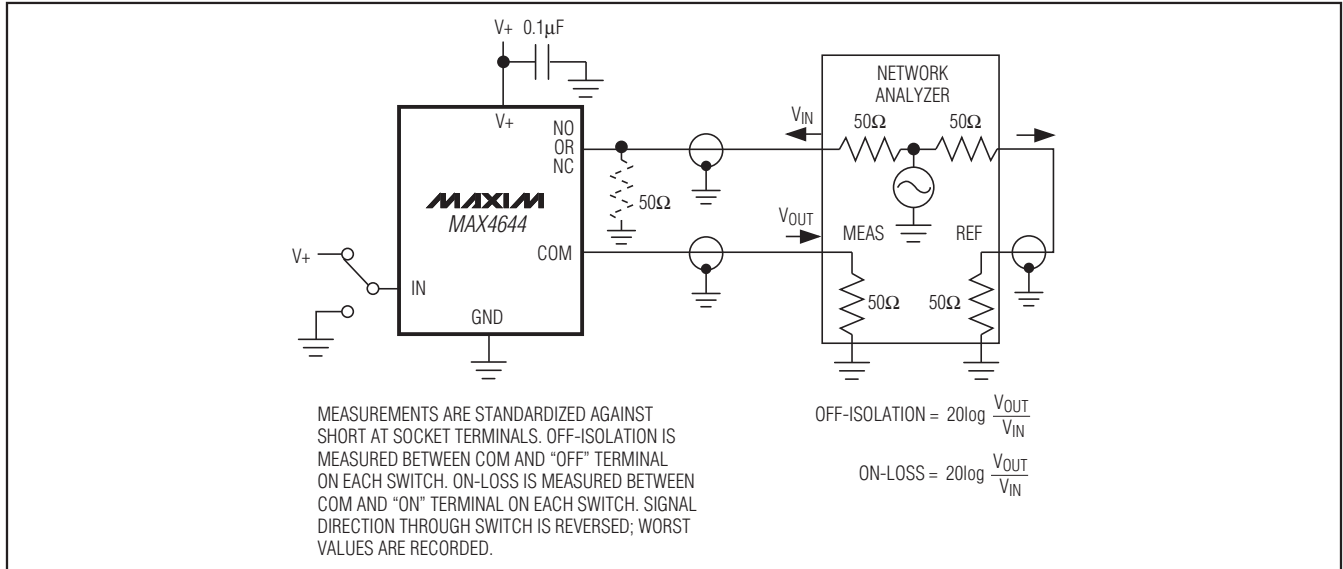 V+ 0.1µF
V+
NO
OR
NC
MAXIM
MAX4644
COM
V+
IN
GND
50Ω
VIN
VOUT
NETWORK
ANALYZER
50Ω 50Ω
MEAS REF
50Ω 50Ω
MEASUREMENTS ARE STANDARDIZED AGAINST
SHORT AT SOCKET TERMINALS. OFF-ISOLATION IS
MEASURED BETWEEN COM AND “OFF” TERMINAL
ON EACH SWITCH. ON-LOSS IS MEASURED BETWEEN
COM AND “ON” TERMINAL ON EACH SWITCH. SIGNAL
DIRECTION THROUGH SWITCH IS REVERSED; WORST
VALUES ARE RECORDED.
OFF-ISOLATION = 20log VOUT
VIN
ON-LOSS = 20log VOUT
VIN